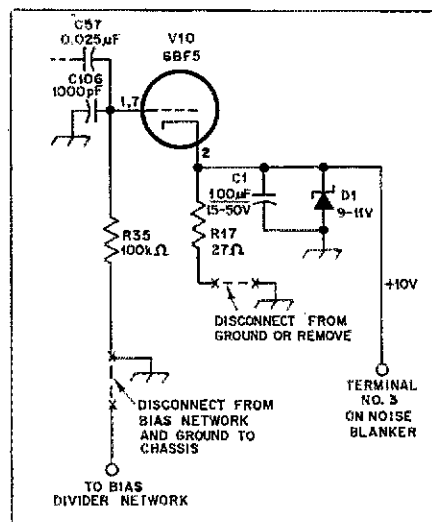 C57
0.025µF
C106
1000pF
V10
6BF5
1,7
2
C1
100µF
15-50V
D1
9-11V
R35
100kΩ
R17
27Ω
+10V
DISCONNECT FROM
GROUND OR REMOVE
TERMINAL
NO. 3
ON NOISE
BLANKER
DISCONNECT FROM
BIAS NETWORK
AND GROUND TO
CHASSIS
TO BIAS
DIVIDER NETWORK